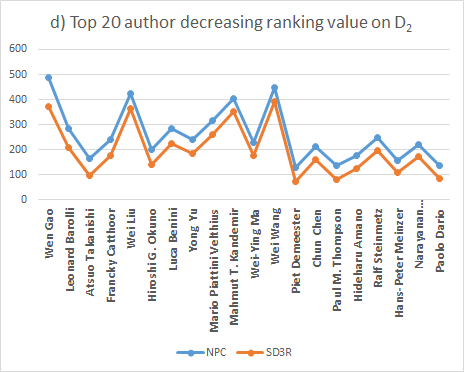 d) Top 20 author decreasing ranking value on D2
600
500
400
300
200
100
0
Wen Gao
Leonard Barolli
Atsuo Takanishi
Francky Catthoor
Wei Liu
Hiroshi G. Okuno
Luca Benini
Yong Yu
Mario Piattini Velthius
Mahmut T. Kandemir
Wei-Ying Ma
Wei Wang
Piet Demeester
Chun Chen
Paul M. Thompson
Hideharu Amano
Ralf Steinmetz
Hans-Peter Meinzer
Narayanan...
Paolo Dario
NPC
SD3R